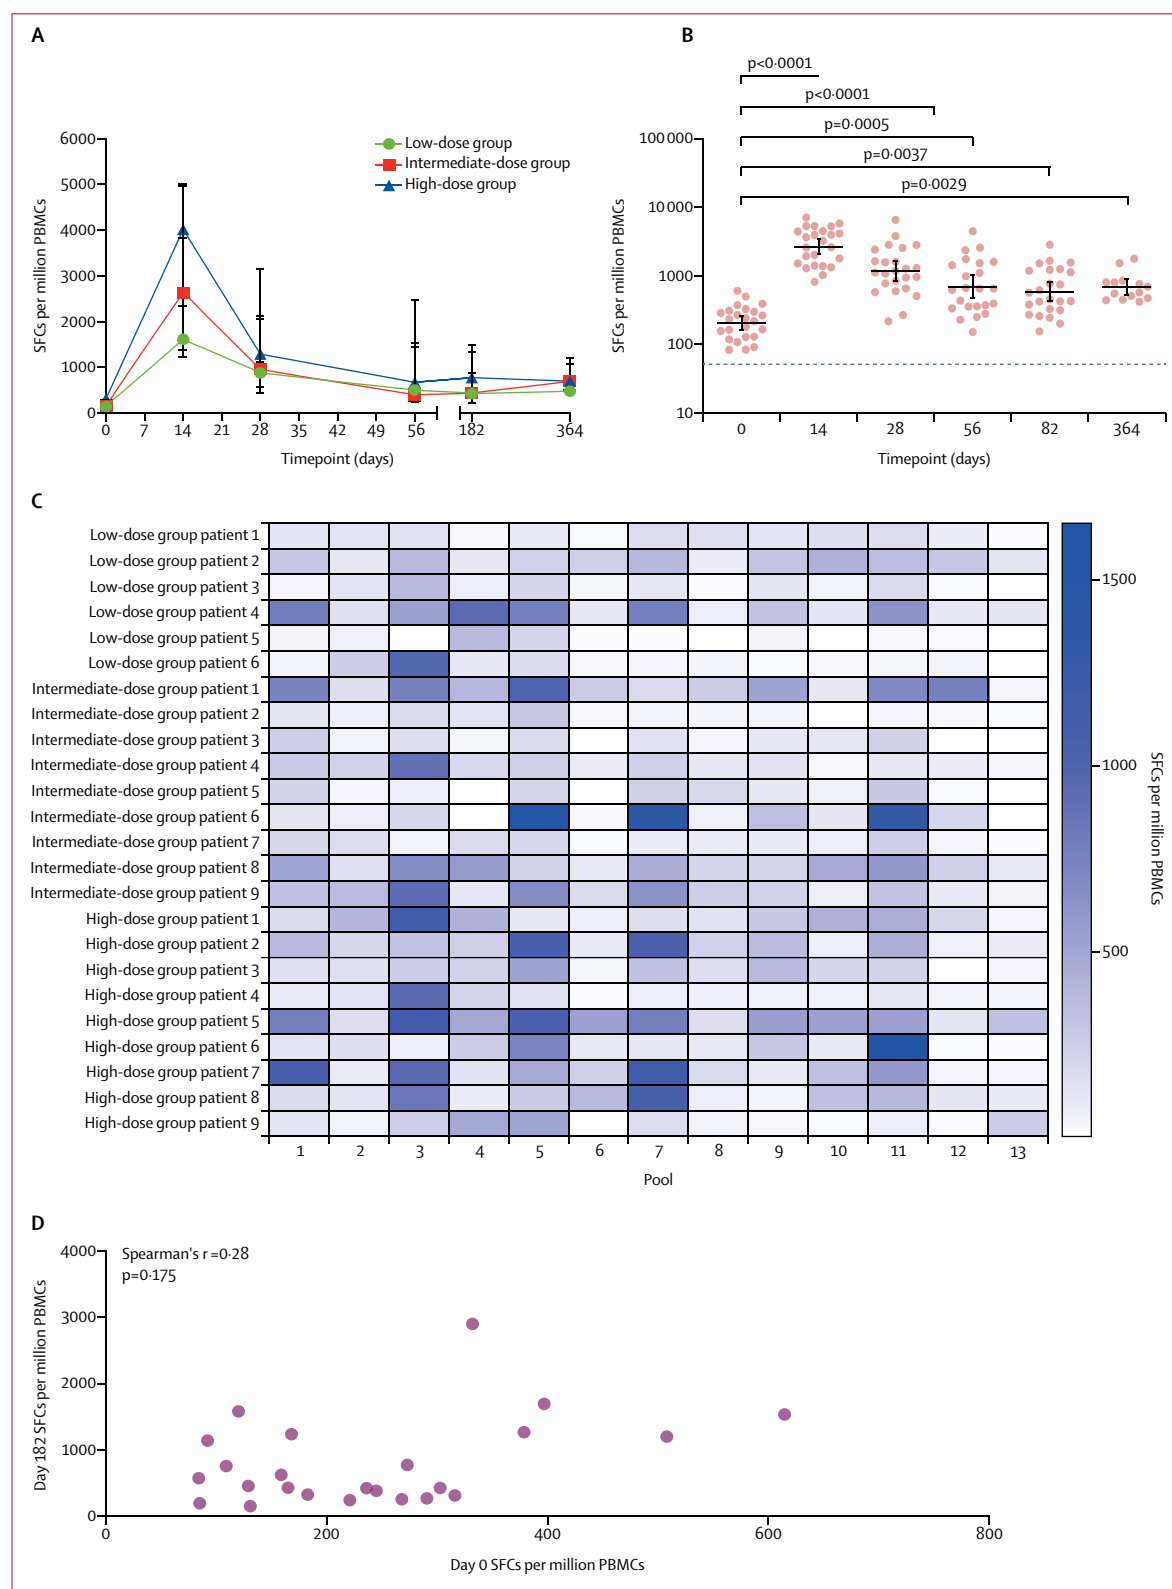 A
SFCs per million PBMCs
6000
5000
4000
3000
2000
1000
0
Low-dose group
Intermediate-dose group
High-dose group
0 7 14 21 28 35 42 49 56 182 364
Timepoint (days)
B
p<0·0001
p<0·0001
p=0·0005
p=0·0037
p=0·0029
SFCs per million PBMCs
100 000
10 000
1000
100
10
0 14 28 56 82 364
Timepoint (days)
C
Low-dose group patient 1
Low-dose group patient 2
Low-dose group patient 3
Low-dose group patient 4
Low-dose group patient 5
Low-dose group patient 6
Intermediate-dose group patient 1
Intermediate-dose group patient 2
Intermediate-dose group patient 3
Intermediate-dose group patient 4
Intermediate-dose group patient 5
Intermediate-dose group patient 6
Intermediate-dose group patient 7
Intermediate-dose group patient 8
Intermediate-dose group patient 9
High-dose group patient 1
High-dose group patient 2
High-dose group patient 3
High-dose group patient 4
High-dose group patient 5
High-dose group patient 6
High-dose group patient 7
High-dose group patient 8
High-dose group patient 9
1 2 3 4 5 6 7 8 9 10 11 12 13
Pool
1500
1000
500
SFCs per million PBMCs
D
Spearman's r =0·28
p=0·175
Day 182 SFCs per million PBMCs
4000
3000
2000
1000
0
0 200 400 600 800
Day 0 SFCs per million PBMCs